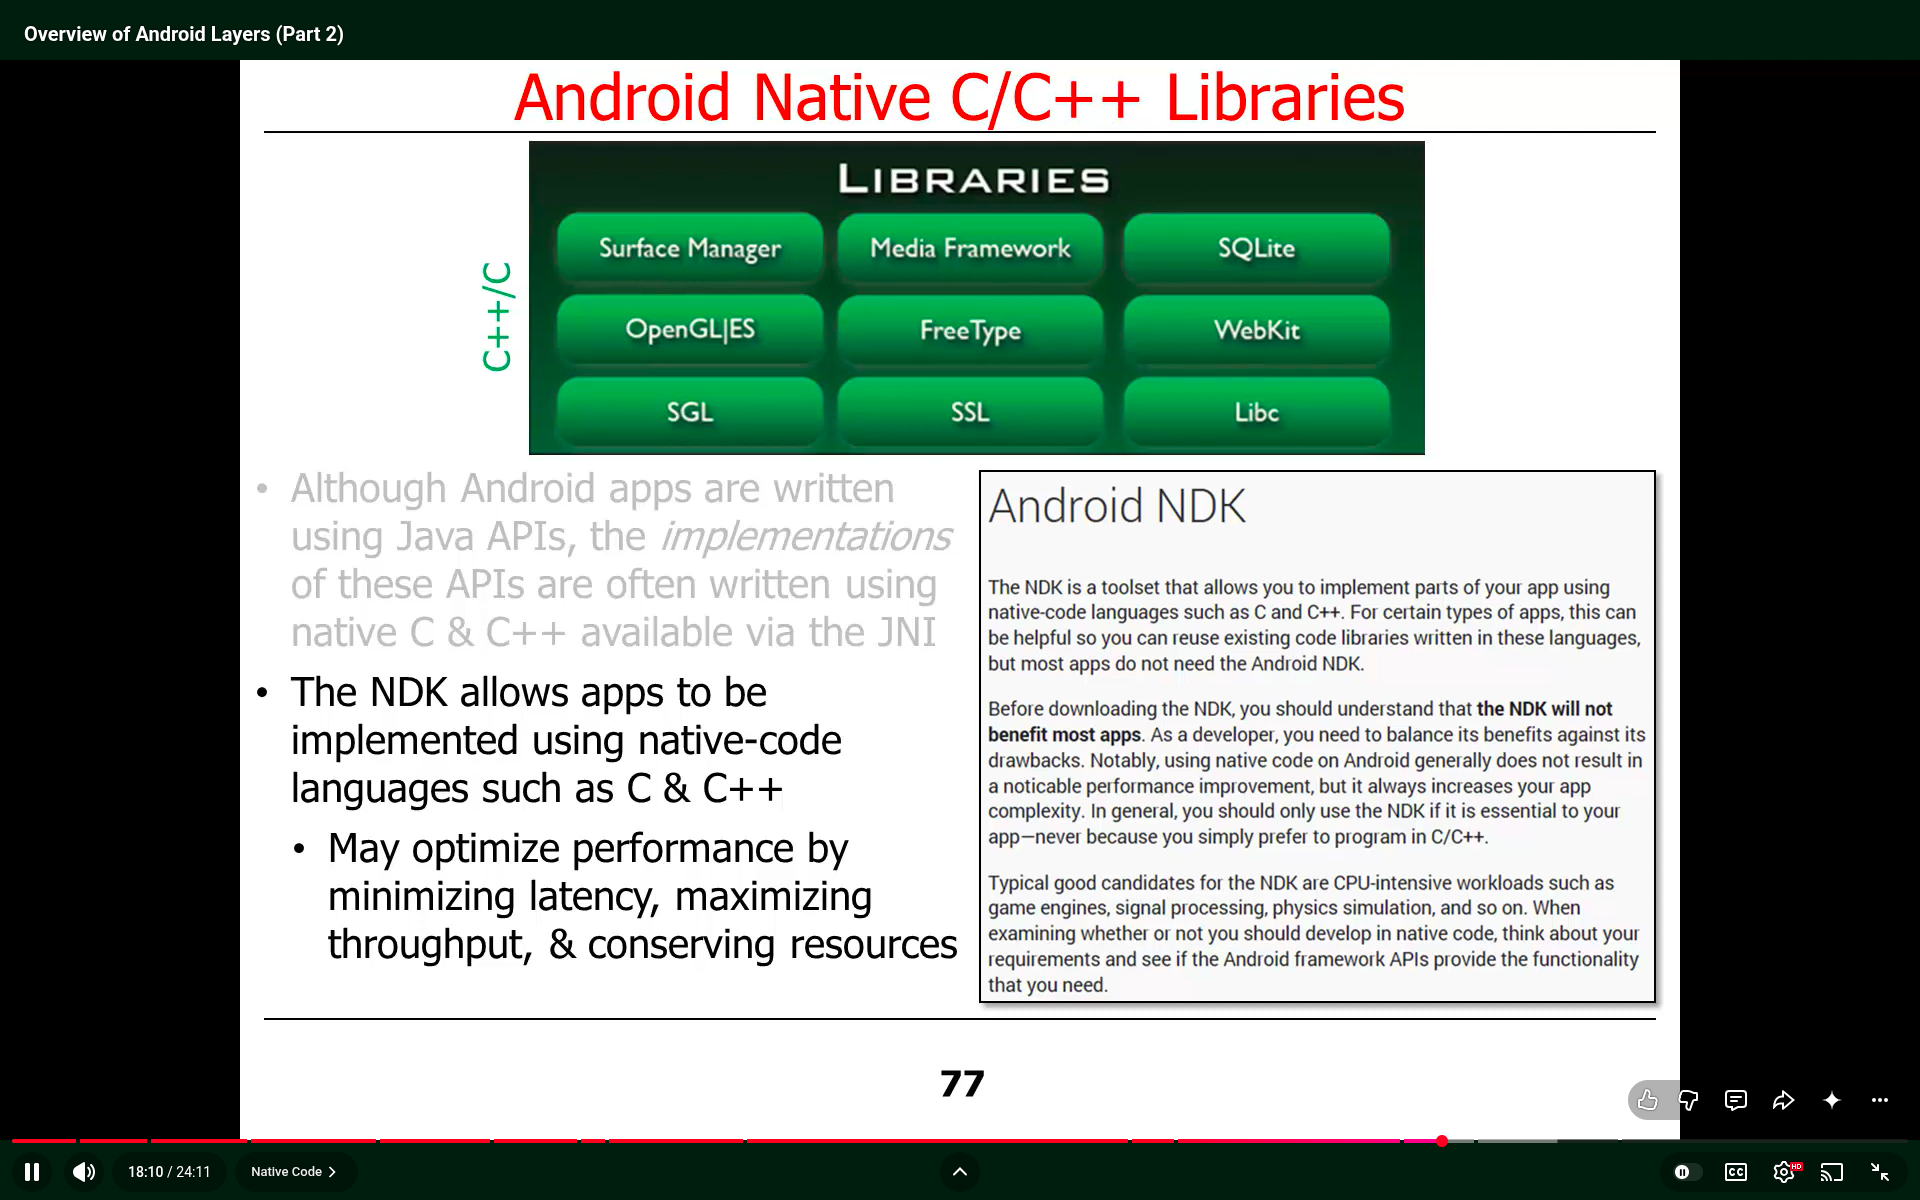 Overview of Android Layers (Part 2)
Android Native C/C++ Libraries
C++/C
LIBRARIES
Surface Manager
Media Framework
SQLite
OpenGL|ES
FreeType
WebKit
SGL
SSL
Libc
• Although Android apps are written
using Java APIs, the implementations
of these APIs are often written using
native C & C++ available via the JNI
• The NDK allows apps to be
implemented using native-code
languages such as C & C++
• May optimize performance by
minimizing latency, maximizing
throughput, & conserving resources
Android NDK
The NDK is a toolset that allows you to implement parts of your app using
native-code languages such as C and C++. For certain types of apps, this can
be helpful so you can reuse existing code libraries written in these languages,
but most apps do not need the Android NDK.
Before downloading the NDK, you should understand that the NDK will not
benefit most apps. As a developer, you need to balance its benefits against its
drawbacks. Notably, using native code on Android generally does not result in
a noticable performance improvement, but it always increases your app
complexity. In general, you should only use the NDK if it is essential to your
app—never because you simply prefer to program in C/C++.
Typical good candidates for the NDK are CPU-intensive workloads such as
game engines, signal processing, physics simulation, and so on. When
examining whether or not you should develop in native code, think about your
requirements and see if the Android framework APIs provide the functionality
that you need.
77
18:10 / 24:11
Native Code
CC
HD